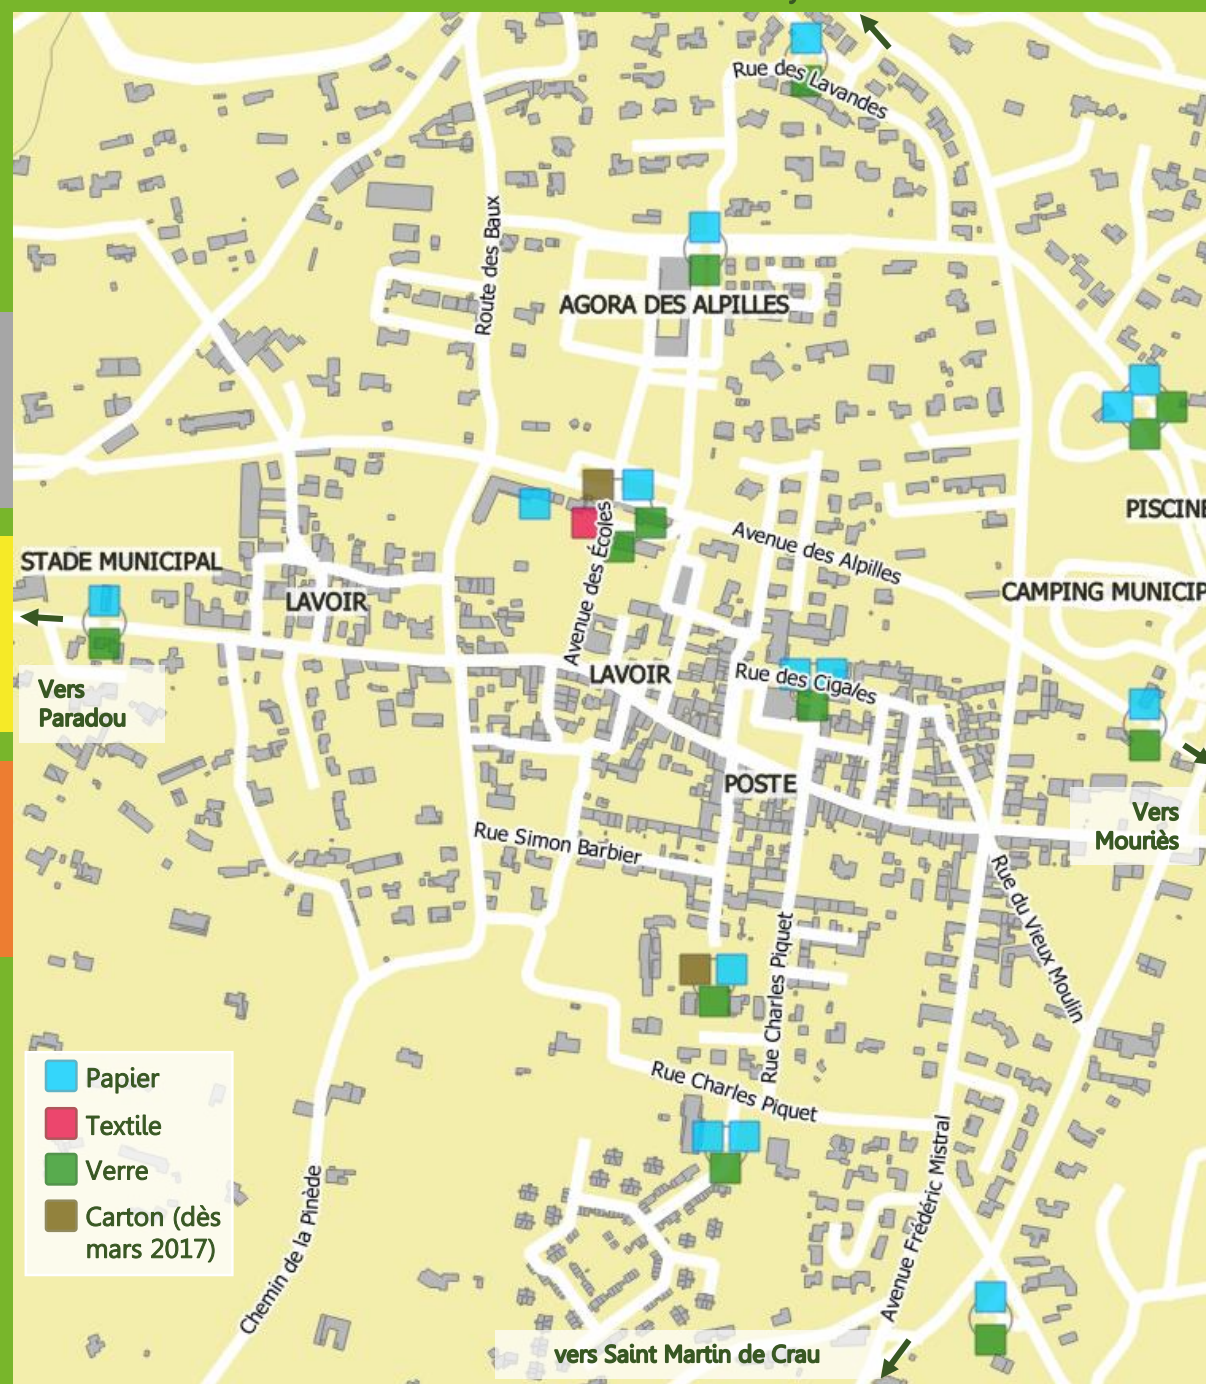 Rue des Lavandes
Route des Baux
AGORA DES ALPILLES
PISCINE
Avenue des Écoles
Avenue des Alpilles
STADE MUNICIPAL
LAVOIR
CAMPING MUNICIP
LAVOIR
Rue des Cigales
Vers
Paradou
POSTE
Vers
Mouriès
Rue Simon Barbier
Rue du Vieux Moulin
Rue Charles Piquet
Rue Charles Piquet
Papier
Textile
Verre
Carton (dès
mars 2017)
Chemin de la Pinède
Avenue Frédéric Mistral
vers Saint Martin de Crau